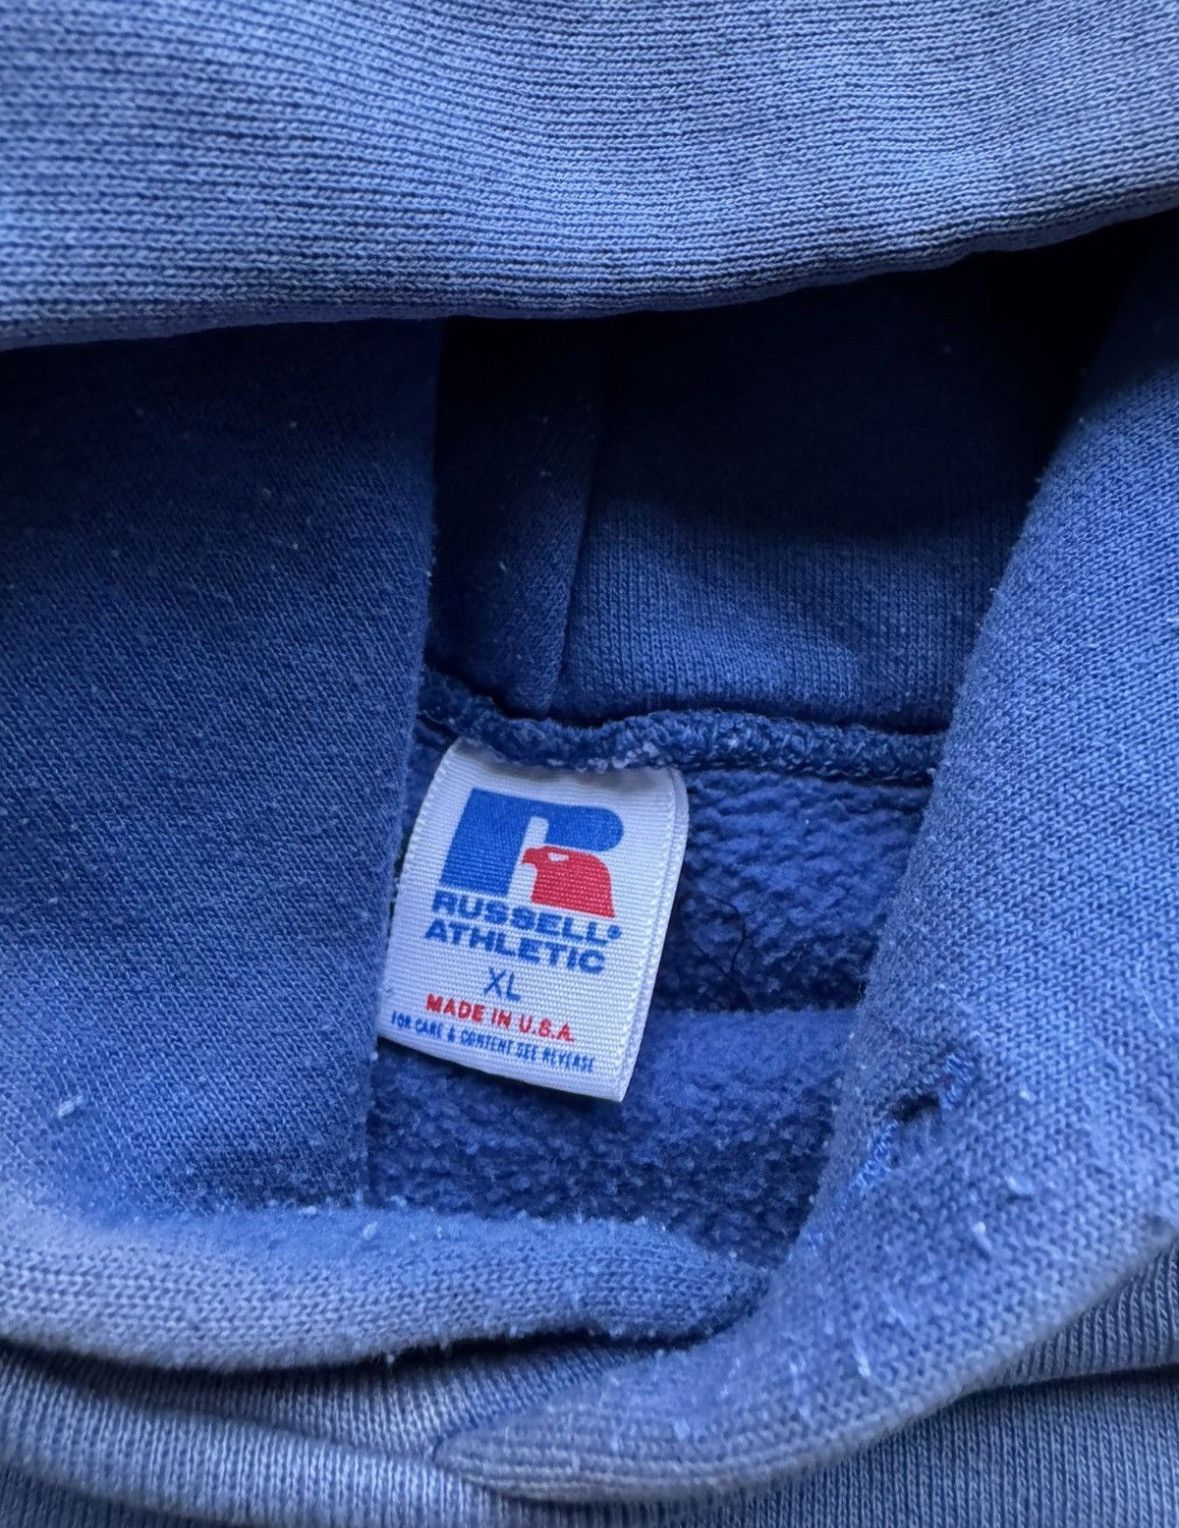 RUSSELL®
ATHLETIC
XL
MADE IN U.S.A.
FOR CARE & CONTENT SEE REVERSE